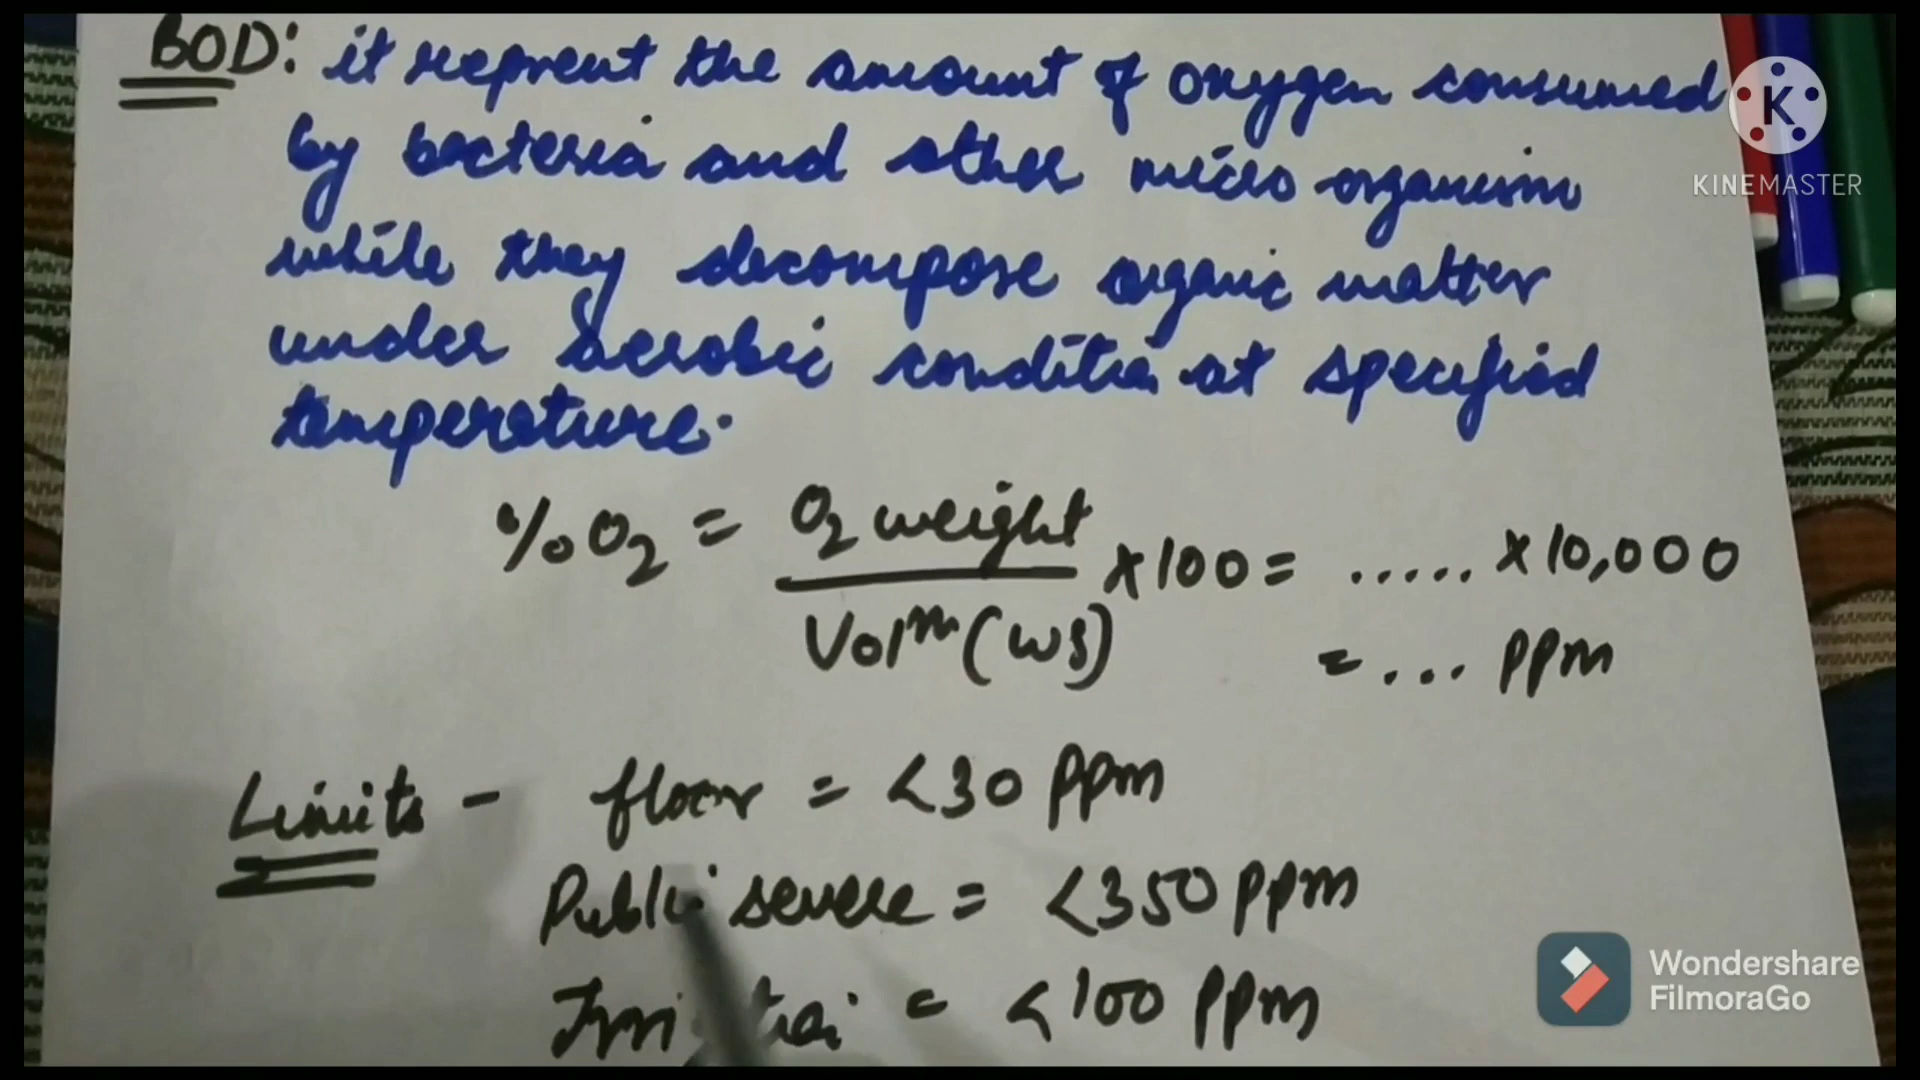 BOD: it represent the amount of oxygen consumed
by bacteria and other micro organism
while they decompose organic matter
under aerobic condition at specified
temperature.
%O2 = O2 weight / Volm (ws) ×100 = ..... ×10,000
= ... ppm
Limits - floor = <30 ppm
Public severe = <350 ppm
= <100 ppm
K
KINEMASTER
Wondershare
FilmoraGo